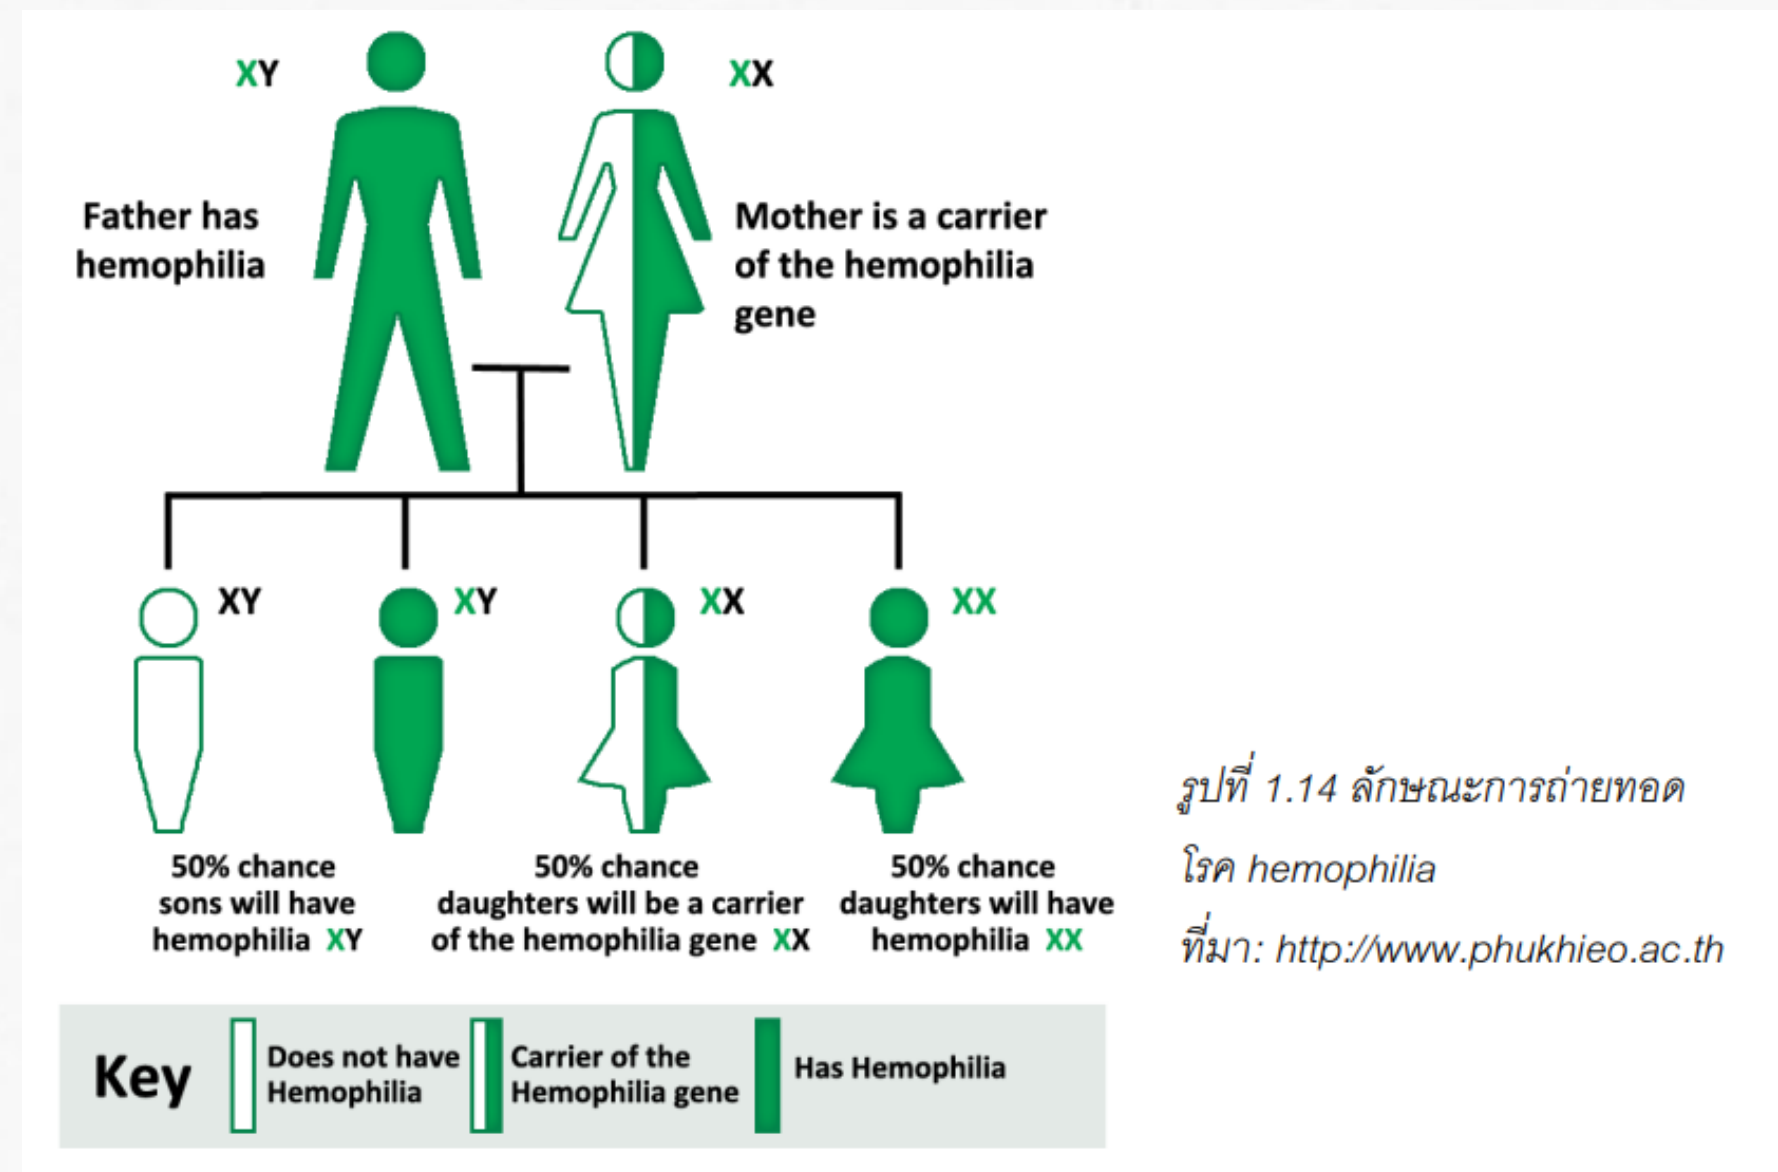 XY
XX
Father has
hemophilia
Mother is a carrier
of the hemophilia
gene
XY
XY
XX
XX
50% chance
sons will have
hemophilia XY
50% chance
daughters will be a carrier
of the hemophilia gene XX
50% chance
daughters will have
hemophilia XX
รูปที่ 1.14 ลักษณะการถ่ายทอด
โรค hemophilia
ที่มา: http://www.phukhieo.ac.th
Key
Does not have
Hemophilia
Carrier of the
Hemophilia gene
Has Hemophilia